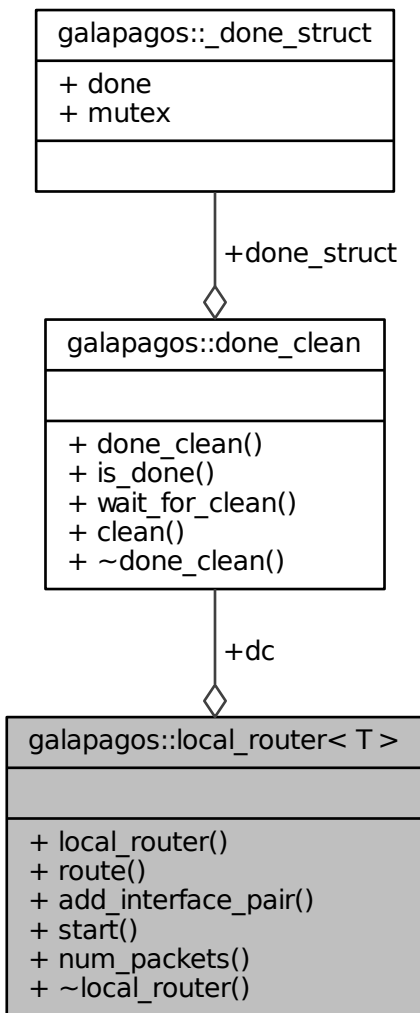 galapagos::_done_struct
+ done
+ mutex
+done_struct
galapagos::done_clean
+ done_clean()
+ is_done()
+ wait_for_clean()
+ clean()
+ ~done_clean()
+dc
galapagos::local_router< T >
+ local_router()
+ route()
+ add_interface_pair()
+ start()
+ num_packets()
+ ~local_router()